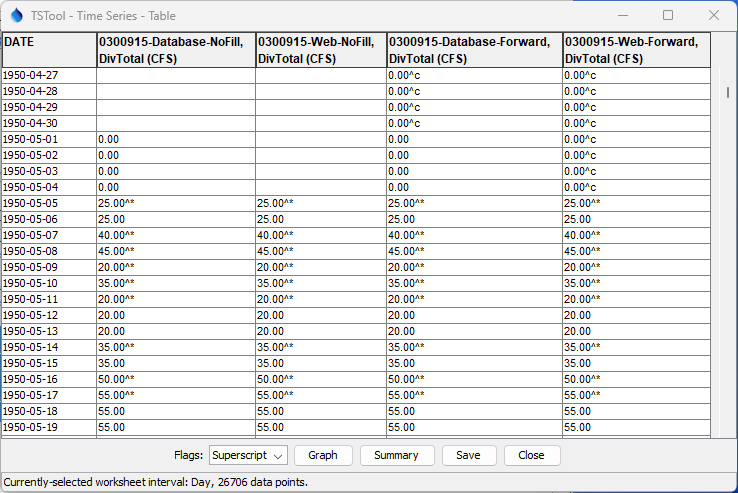 TSTool - Time Series - Table
DATE 0300915-Database-NoFill, 0300915-Web-NoFill, 0300915-Database-Forward, 0300915-Web-Forward,
DivTotal (CFS) DivTotal (CFS) DivTotal (CFS) DivTotal (CFS)
1950-04-27 0.00^c 0.00^c
1950-04-28 0.00^c 0.00^c
1950-04-29 0.00^c 0.00^c
1950-04-30 0.00^c 0.00^c
1950-05-01 0.00 0.00 0.00^c
1950-05-02 0.00 0.00 0.00^c
1950-05-03 0.00 0.00 0.00^c
1950-05-04 0.00 0.00 0.00^c
1950-05-05 25.00^* 25.00^* 25.00^* 25.00^*
1950-05-06 25.00 25.00 25.00 25.00
1950-05-07 40.00^* 40.00^* 40.00^* 40.00^*
1950-05-08 45.00^* 45.00^* 45.00^* 45.00^*
1950-05-09 20.00^* 20.00^* 20.00^* 20.00^*
1950-05-10 35.00^* 35.00^* 35.00^* 35.00^*
1950-05-11 20.00^* 20.00^* 20.00^* 20.00^*
1950-05-12 20.00 20.00 20.00 20.00
1950-05-13 20.00 20.00 20.00 20.00
1950-05-14 35.00^* 35.00^* 35.00^* 35.00^*
1950-05-15 35.00 35.00 35.00 35.00
1950-05-16 50.00^* 50.00^* 50.00^* 50.00^*
1950-05-17 55.00^* 55.00^* 55.00^* 55.00^*
1950-05-18 55.00 55.00 55.00 55.00
1950-05-19 55.00 55.00 55.00 55.00
Flags: Superscript Graph Summary Save Close
Currently-selected worksheet interval: Day, 26706 data points.